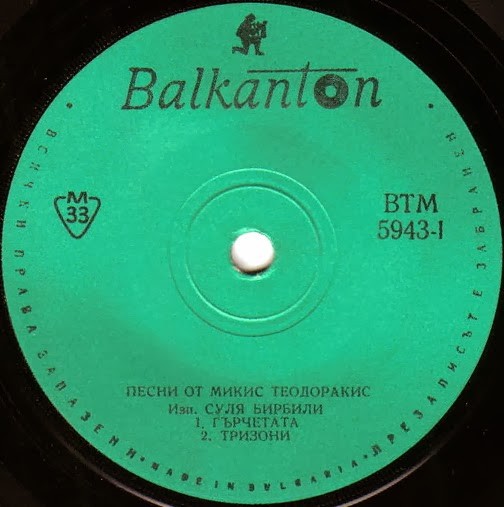 Balkanton
М
33
ВТМ
5943-I
ПЕСНИ ОТ МИКИС ТЕОДОРАКИС
Изп. СУЛЯ БИРБИЛИ
1. ГЪРЧЕТАТА
2. ТРИЗОНИ
· ВСИЧКИ ПРАВА ЗАПАЗЕНИ · MADE IN BULGARIA · ПРЕЗАПИСЪТ Е ЗАБРАНЕН ·